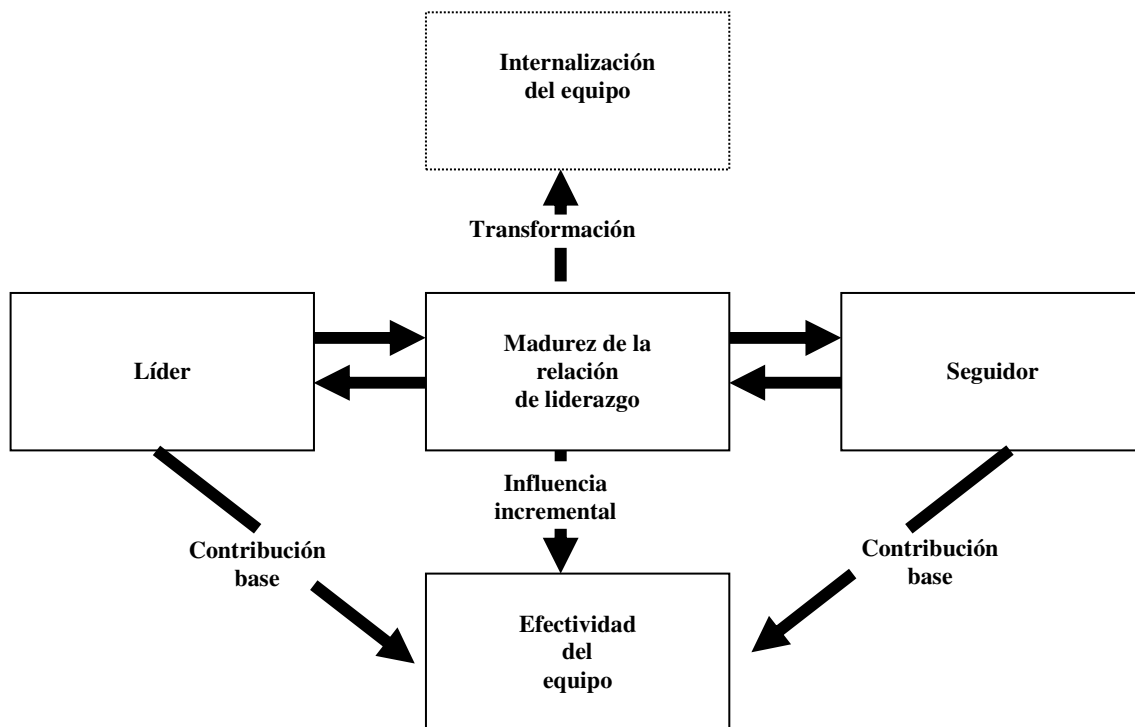 Internalización
del equipo
Transformación
Líder
Madurez de la
relación
de liderazgo
Seguidor
Influencia
incremental
Contribución
base
Contribución
base
Efectividad
del
equipo